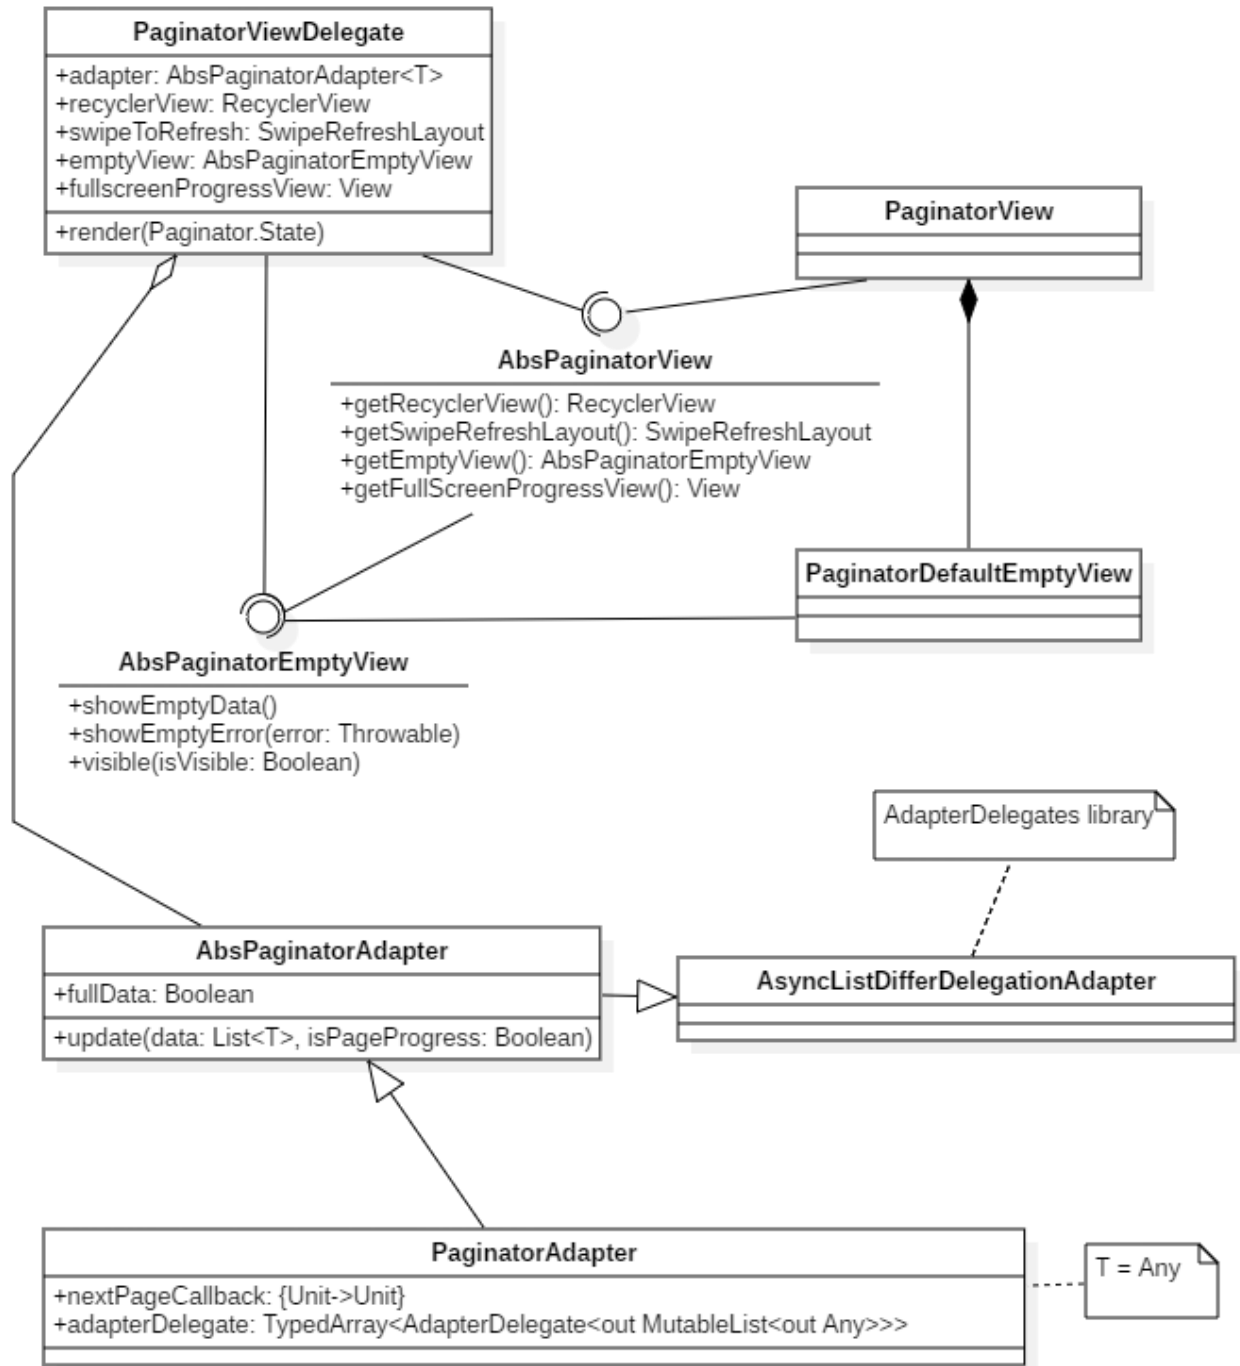 PaginatorViewDelegate
+adapter: AbsPaginatorAdapter<T>
+recyclerView: RecyclerView
+swipeToRefresh: SwipeRefreshLayout
+emptyView: AbsPaginatorEmptyView
+fullscreenProgressView: View
+render(Paginator.State)
PaginatorView
AbsPaginatorView
+getRecyclerView(): RecyclerView
+getSwipeRefreshLayout(): SwipeRefreshLayout
+getEmptyView(): AbsPaginatorEmptyView
+getFullScreenProgressView(): View
PaginatorDefaultEmptyView
AbsPaginatorEmptyView
+showEmptyData()
+showEmptyError(error: Throwable)
+visible(isVisible: Boolean)
AdapterDelegates library
AbsPaginatorAdapter
+fullData: Boolean
+update(data: List<T>, isPageProgress: Boolean)
AsyncListDifferDelegationAdapter
PaginatorAdapter
+nextPageCallback: {Unit->Unit}
+adapterDelegate: TypedArray<AdapterDelegate<out MutableList<out Any>>>
T = Any